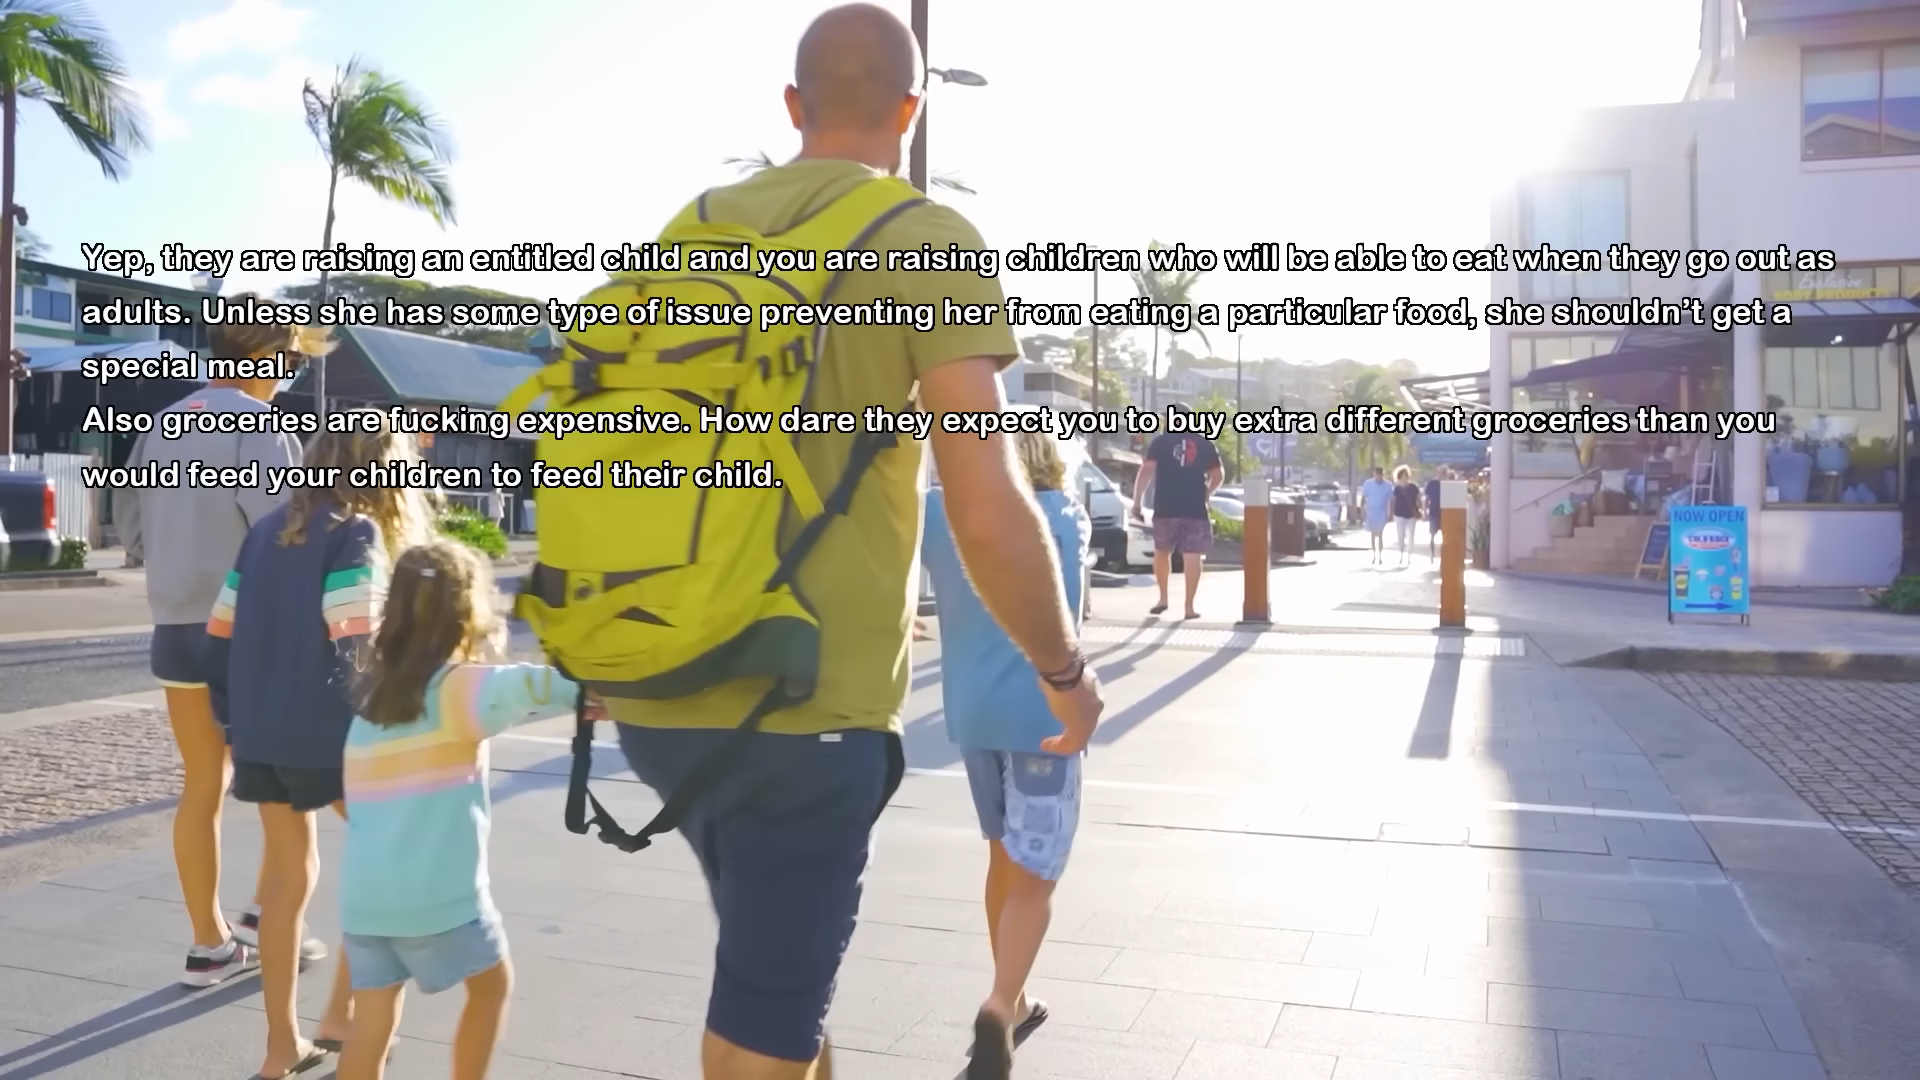 Yep, they are raising an entitled child and you are raising children who will be able to eat when they go out as
adults. Unless she has some type of issue preventing her from eating a particular food, she shouldn't get a
special meal.
Also groceries are fucking expensive. How dare they expect you to buy extra different groceries than you
would feed your children to feed their child.
NOW OPEN
COLD ROCK